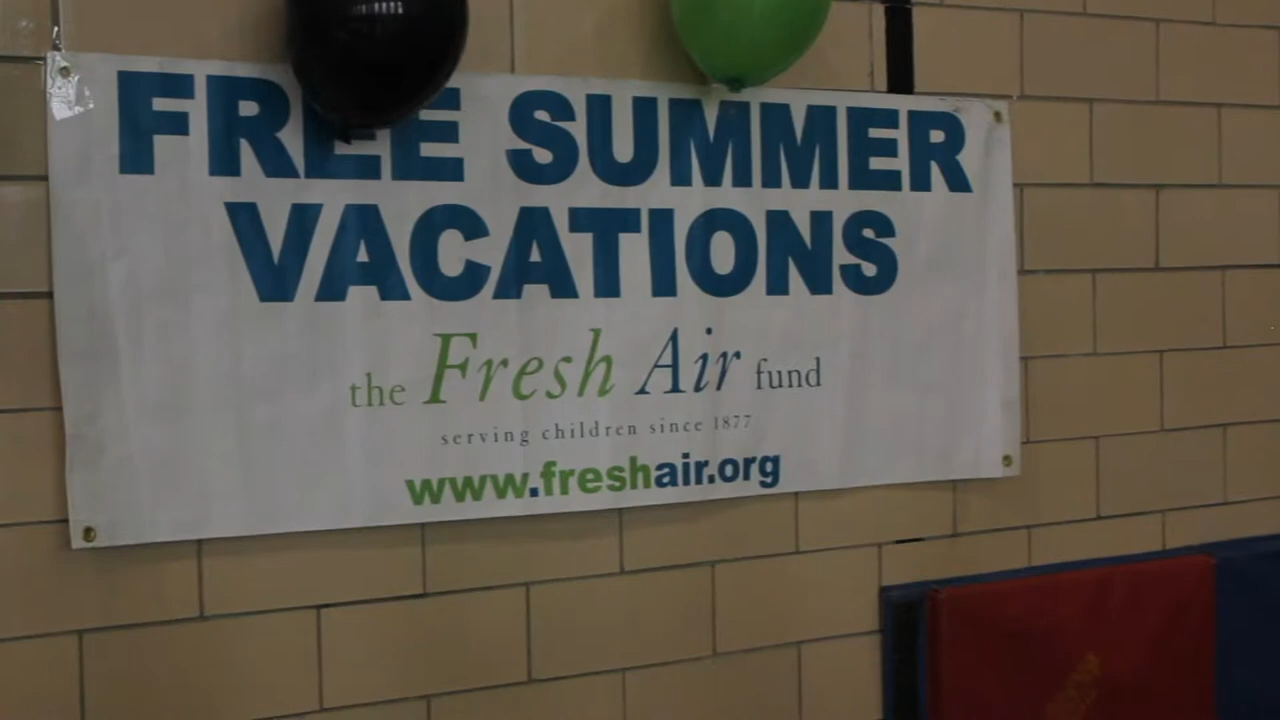 FREE SUMMER
VACATIONS
the Fresh Air fund
serving children since 1877
www.freshair.org